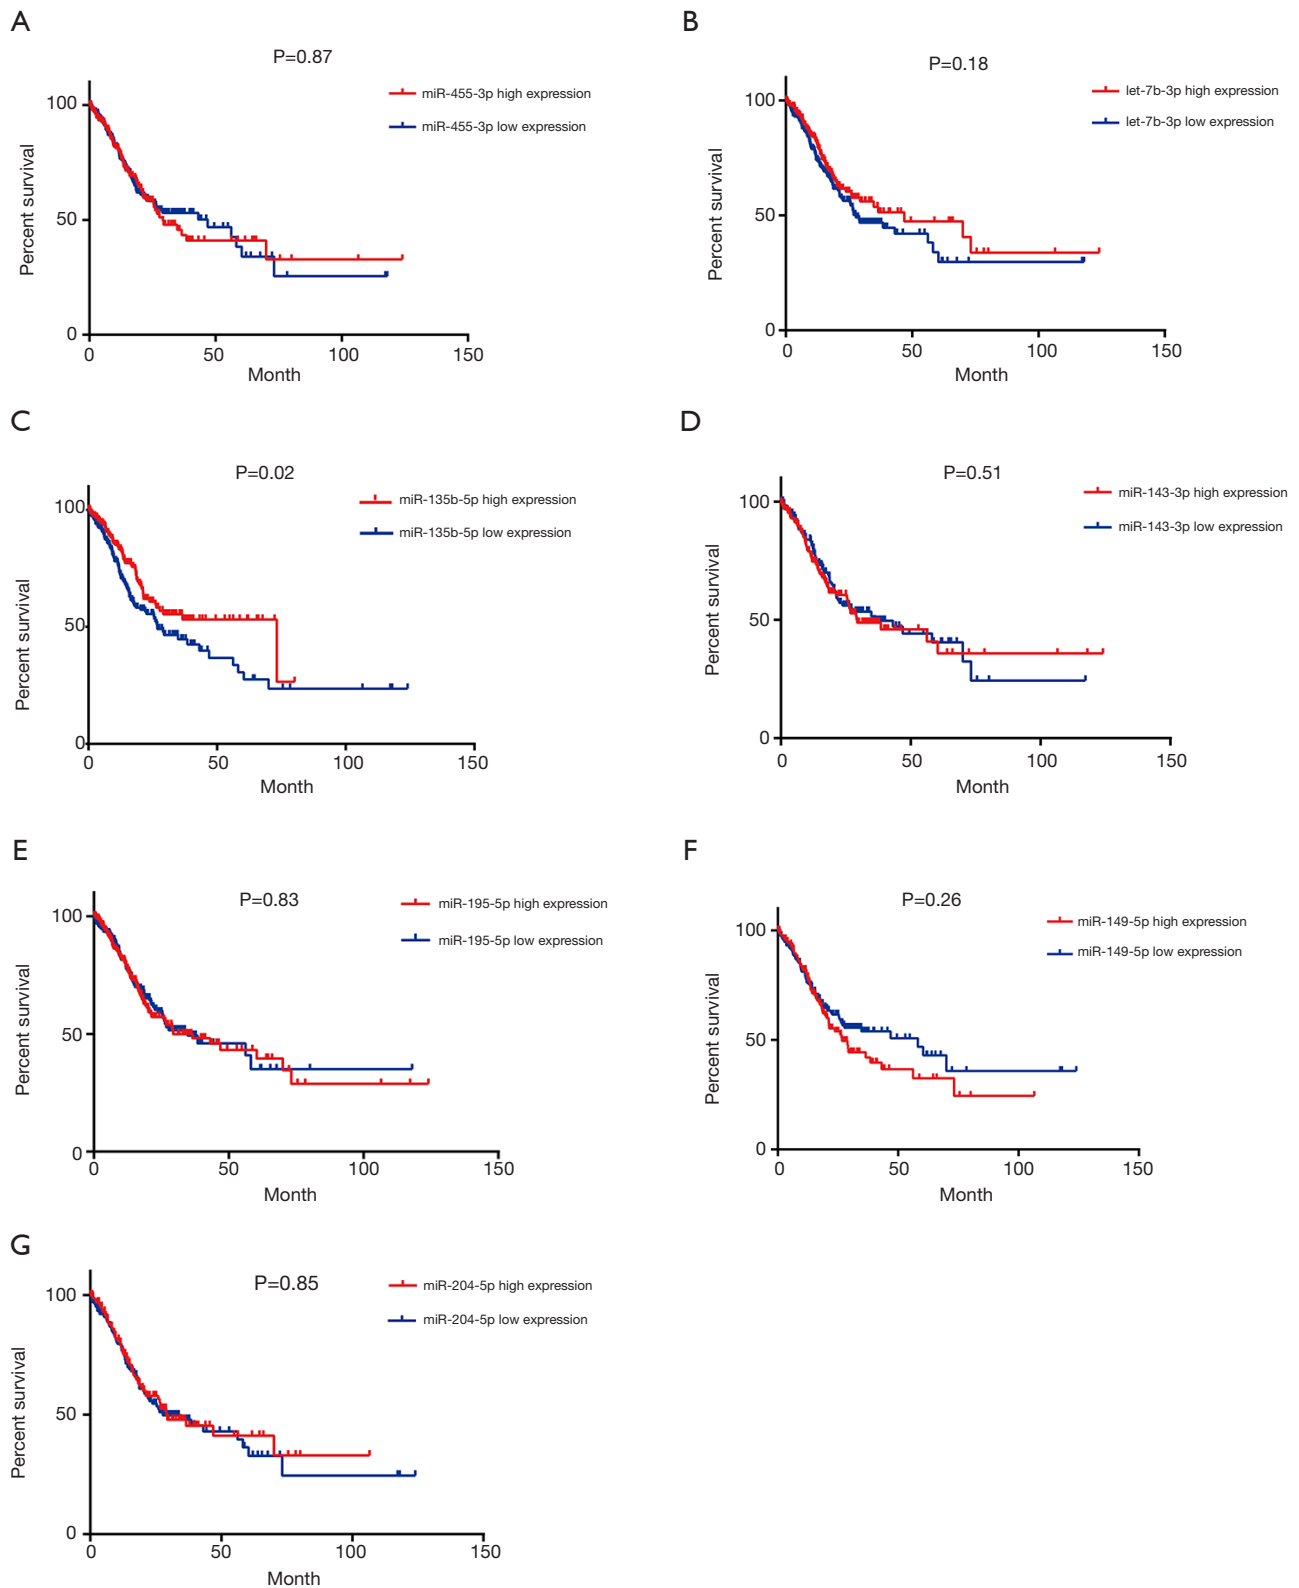 A
P=0.87
miR-455-3p high expression
miR-455-3p low expression
Percent survival
100
50
0
0 50 100 150
Month
B
P=0.18
let-7b-3p high expression
let-7b-3p low expression
Percent survival
100
50
0
0 50 100 150
Month
C
P=0.02
miR-135b-5p high expression
miR-135b-5p low expression
Percent survival
100
50
0
0 50 100 150
Month
D
P=0.51
miR-143-3p high expression
miR-143-3p low expression
Percent survival
100
50
0
0 50 100 150
Month
E
P=0.83
miR-195-5p high expression
miR-195-5p low expression
Percent survival
100
50
0
0 50 100 150
Month
F
P=0.26
miR-149-5p high expression
miR-149-5p low expression
Percent survival
100
50
0
0 50 100 150
Month
G
P=0.85
miR-204-5p high expression
miR-204-5p low expression
Percent survival
100
50
0
0 50 100 150
Month